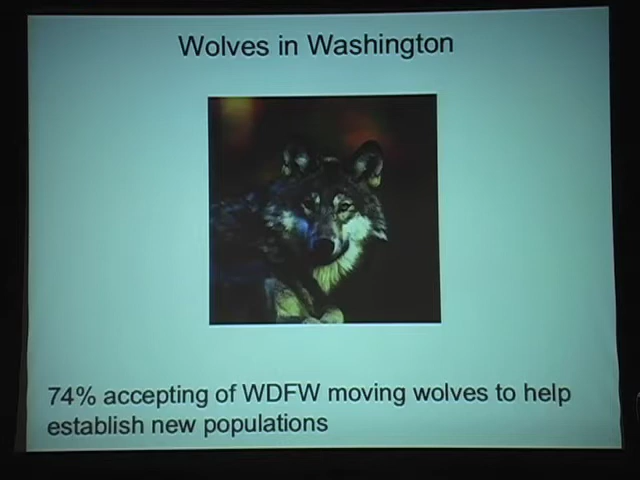 Wolves in Washington
74% accepting of WDFW moving wolves to help
establish new populations